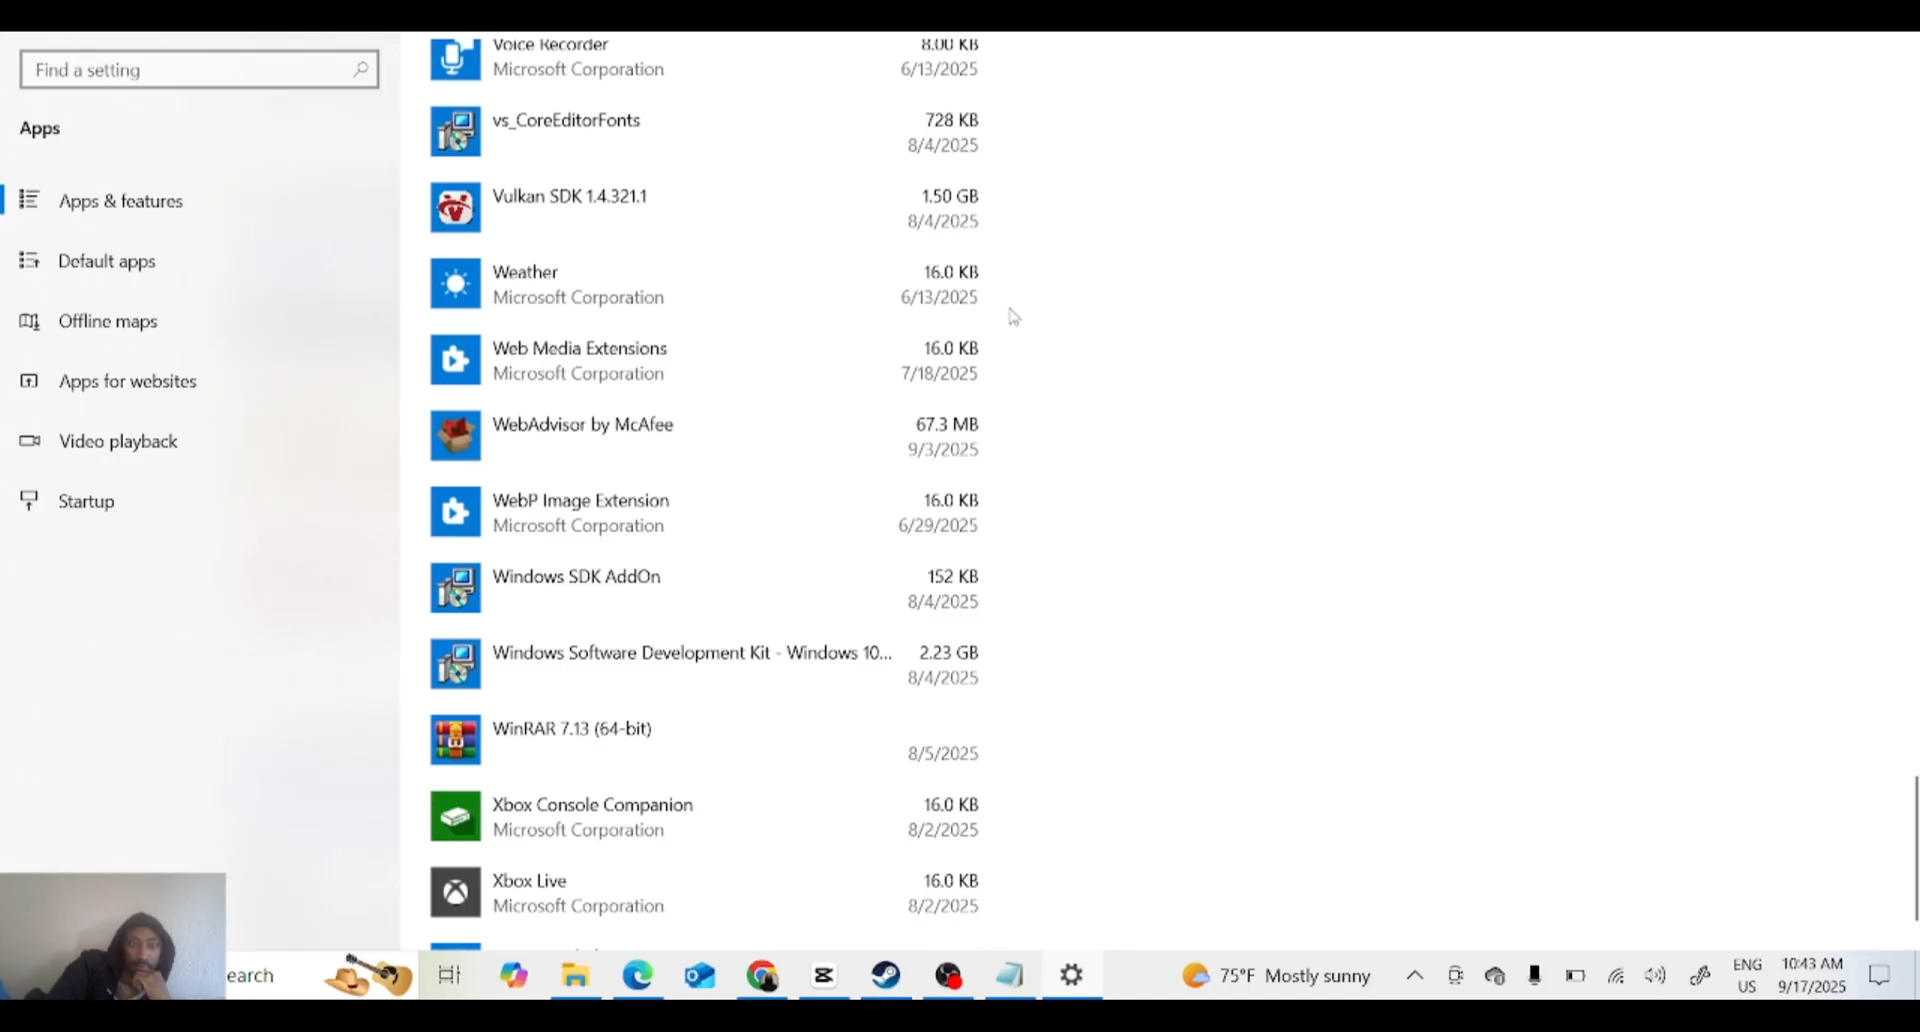 Find a setting
Apps
Apps & features
Default apps
Offline maps
Apps for websites
Video playback
Startup
Voice Recorder 8.00 KB
Microsoft Corporation 6/13/2025
vs_CoreEditorFonts 728 KB
8/4/2025
Vulkan SDK 1.4.321.1 1.50 GB
8/4/2025
Weather 16.0 KB
Microsoft Corporation 6/13/2025
Web Media Extensions 16.0 KB
Microsoft Corporation 7/18/2025
WebAdvisor by McAfee 67.3 MB
9/3/2025
WebP Image Extension 16.0 KB
Microsoft Corporation 6/29/2025
Windows SDK AddOn 152 KB
8/4/2025
Windows Software Development Kit - Windows 10... 2.23 GB
8/4/2025
WinRAR 7.13 (64-bit)
8/5/2025
Xbox Console Companion 16.0 KB
Microsoft Corporation 8/2/2025
Xbox Live 16.0 KB
Microsoft Corporation 8/2/2025
earch
75°F Mostly sunny
ENG
US
10:43 AM
9/17/2025